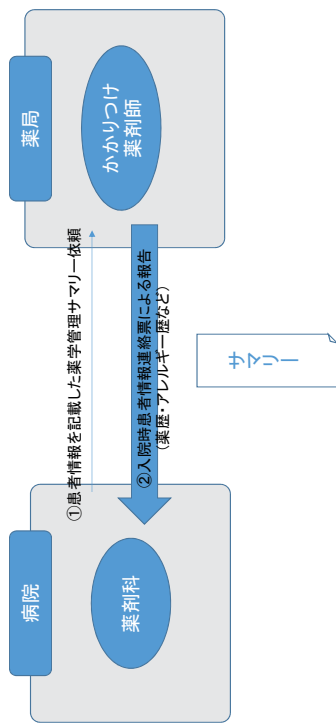 病院
薬剤科
①患者情報を記載した薬学管理サマリー依頼
②入院時患者情報連絡票による報告
(薬歴・アレルギー歴など)
薬局
かかりつけ
薬剤師
サマリー